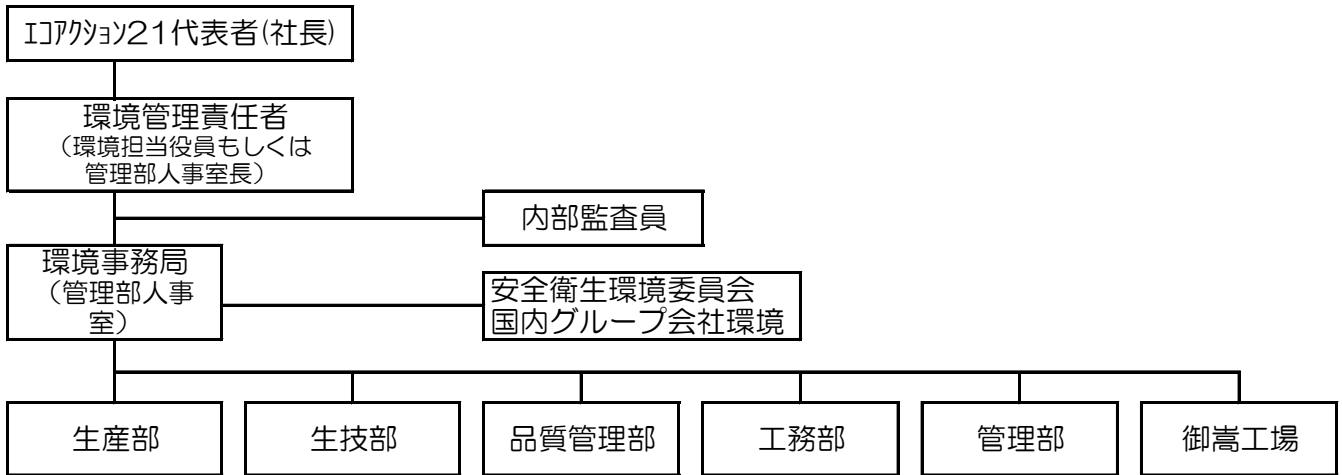 ｴｺｱｸｼｮﾝ21代表者(社長)
環境管理責任者
（環境担当役員もしくは
管理部人事室長）
内部監査員
環境事務局
（管理部人事
室）
安全衛生環境委員会
国内グループ会社環境
生産部
生技部
品質管理部
工務部
管理部
御嵩工場